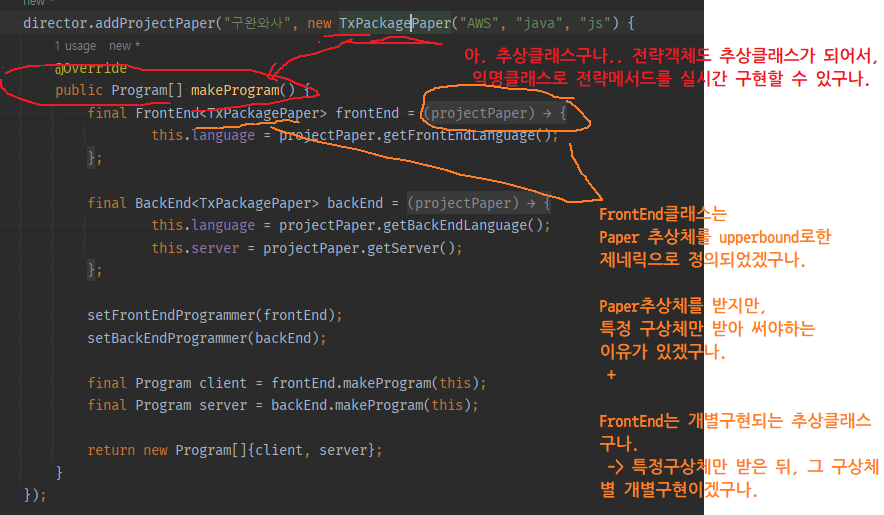 new *
director.addProjectPaper("구완와사", new TxPackagePaper("AWS", "java", "js") {
1 usage new *
아. 추상클래스구나.. 전략객체도 추상클래스가 되어서,
익명클래스로 전략메서드를 실시간 구현할 수 있구나.
@Override
public Program[] makeProgram() {
final FrontEnd<TxPackagePaper> frontEnd = (projectPaper) → {
this.language = projectPaper.getFrontEndLanguage();
};
final BackEnd<TxPackagePaper> backEnd = (projectPaper) → {
this.language = projectPaper.getBackEndLanguage();
this.server = projectPaper.getServer();
};
setFrontEndProgrammer(frontEnd);
setBackEndProgrammer(backEnd);
final Program client = frontEnd.makeProgram(this);
final Program server = backEnd.makeProgram(this);
return new Program[]{client, server};
}
});
FrontEnd클래스는
Paper 추상체를 upperbound로한
제네릭으로 정의되었겠구나.
Paper추상체를 받지만,
특정 구상체만 받아 써야하는
이유가 있겠구나.
+
FrontEnd는 개별구현되는 추상클래스
구나.
-> 특정구상체만 받은 뒤, 그 구상체
별 개별구현이겠구나.